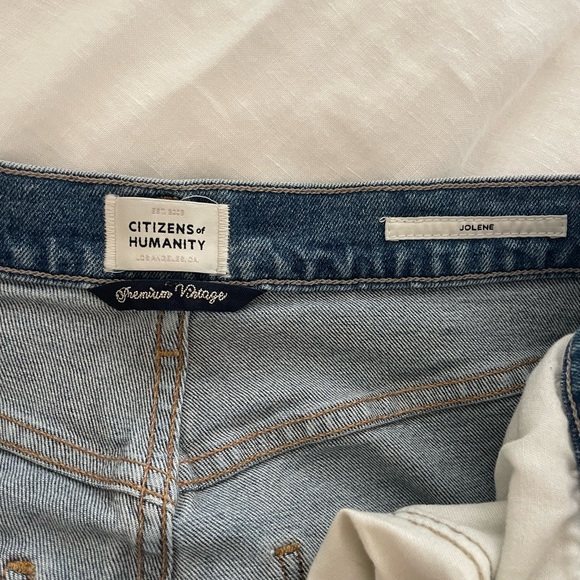 EST. 2003
CITIZENS of
HUMANITY
LOS ANGELES, CA.
Premium Vintage
JOLENE